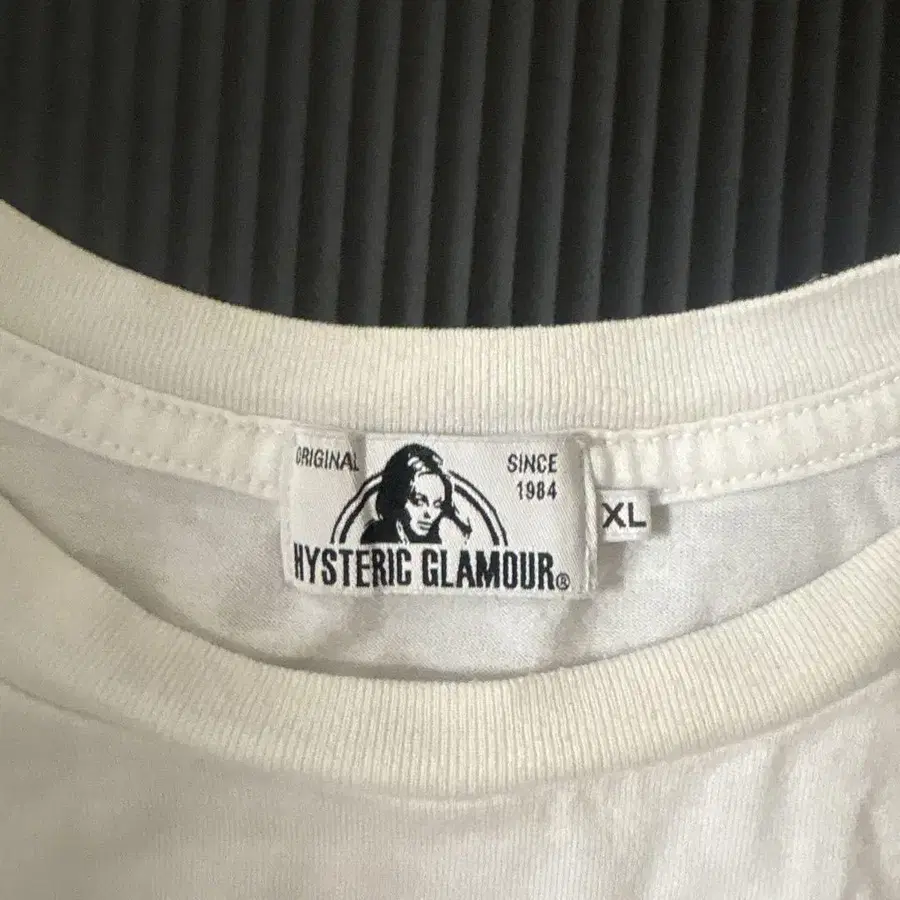 ORIGINAL
SINCE
1984
XL
HYSTERIC GLAMOUR®